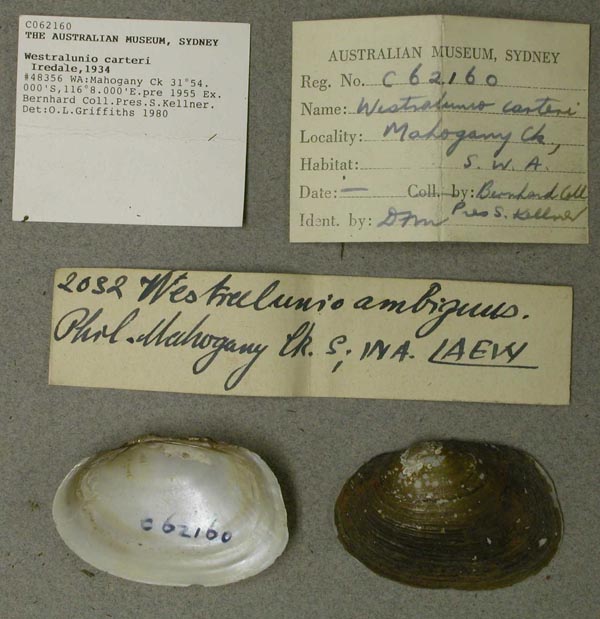 C062160
THE AUSTRALIAN MUSEUM, SYDNEY
Westralunio carteri
Iredale,1934
#48356 WA:Mahogany Ck 31°54.
000'S,116°8.000'E.pre 1955 Ex.
Bernhard Coll.Pres.S.Kellner.
Det:O.L.Griffiths 1980
AUSTRALIAN MUSEUM, SYDNEY
Reg. No. C62160
Name: Westralunio carteri
Locality: Mahogany Ck,
Habitat: S. W. A.
Date: — Coll. by: Bernhard Coll
Ident. by: Pres S. Kellner
2032 Westralunio ambiguus.
Phil. Mahogany Ck. S; W A.
C62160